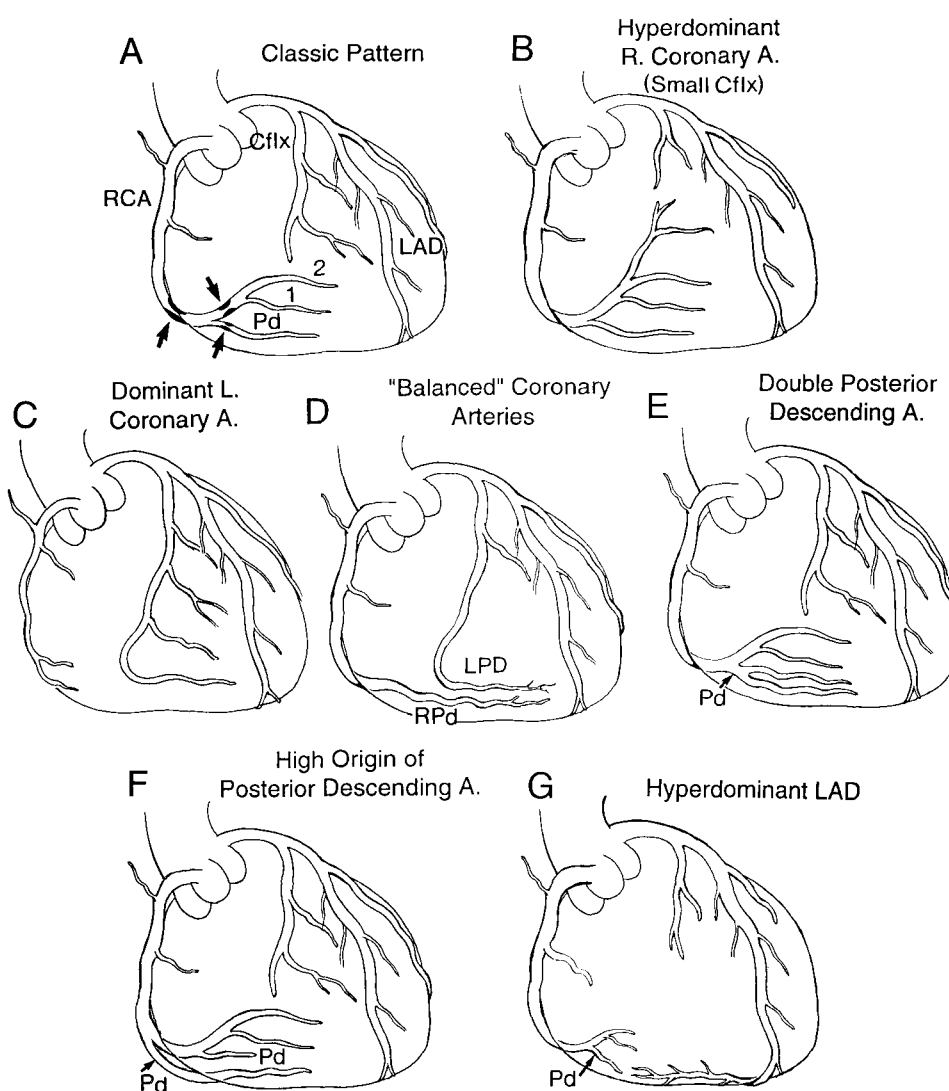 A
Classic Pattern
B
Hyperdominant
R. Coronary A.
(Small Cflx)
Cflx
RCA
LAD
2
1
Pd
C
Dominant L.
Coronary A.
D
"Balanced" Coronary
Arteries
E
Double Posterior
Descending A.
LPD
RPd
Pd
F
High Origin of
Posterior Descending A.
G
Hyperdominant LAD
Pd
Pd
Pd